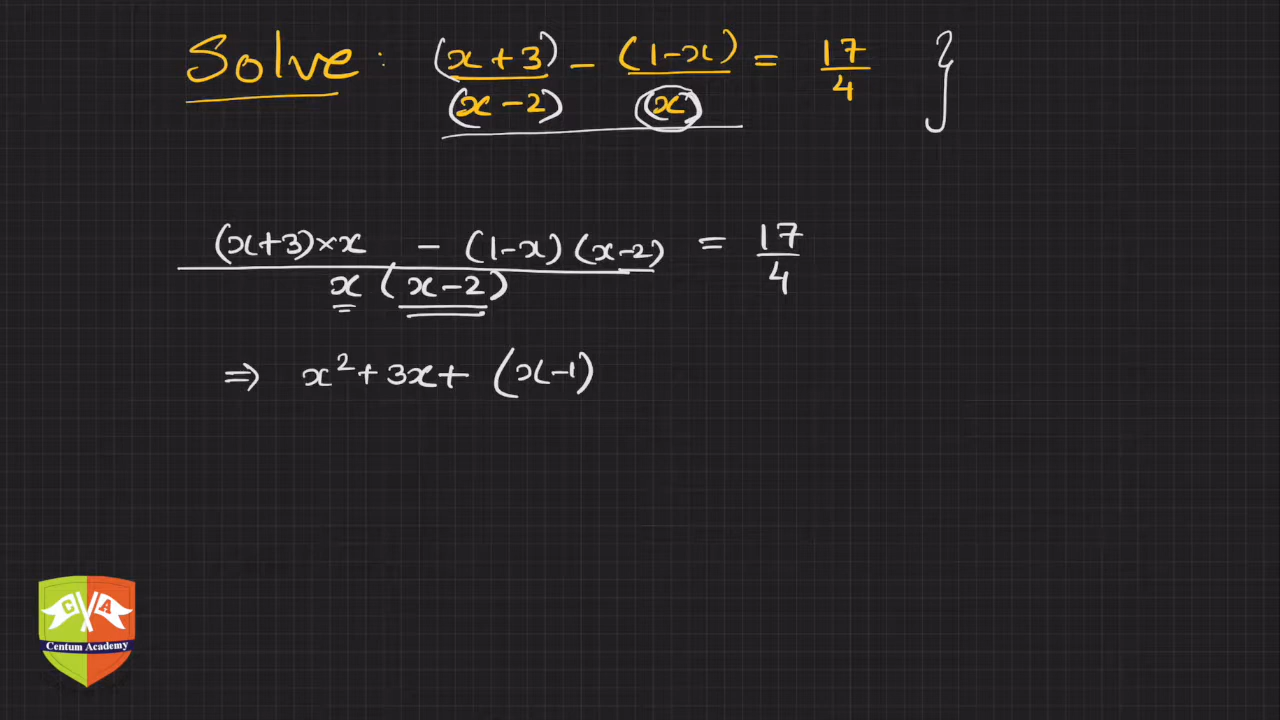 Solve: (x+3)/(x-2) - (1-x)/(x) = 17/4 }
((x+3)×x - (1-x)(x-2))/(x(x-2)) = 17/4
⇒ x² + 3x + (x-1)
C A
Centum Academy